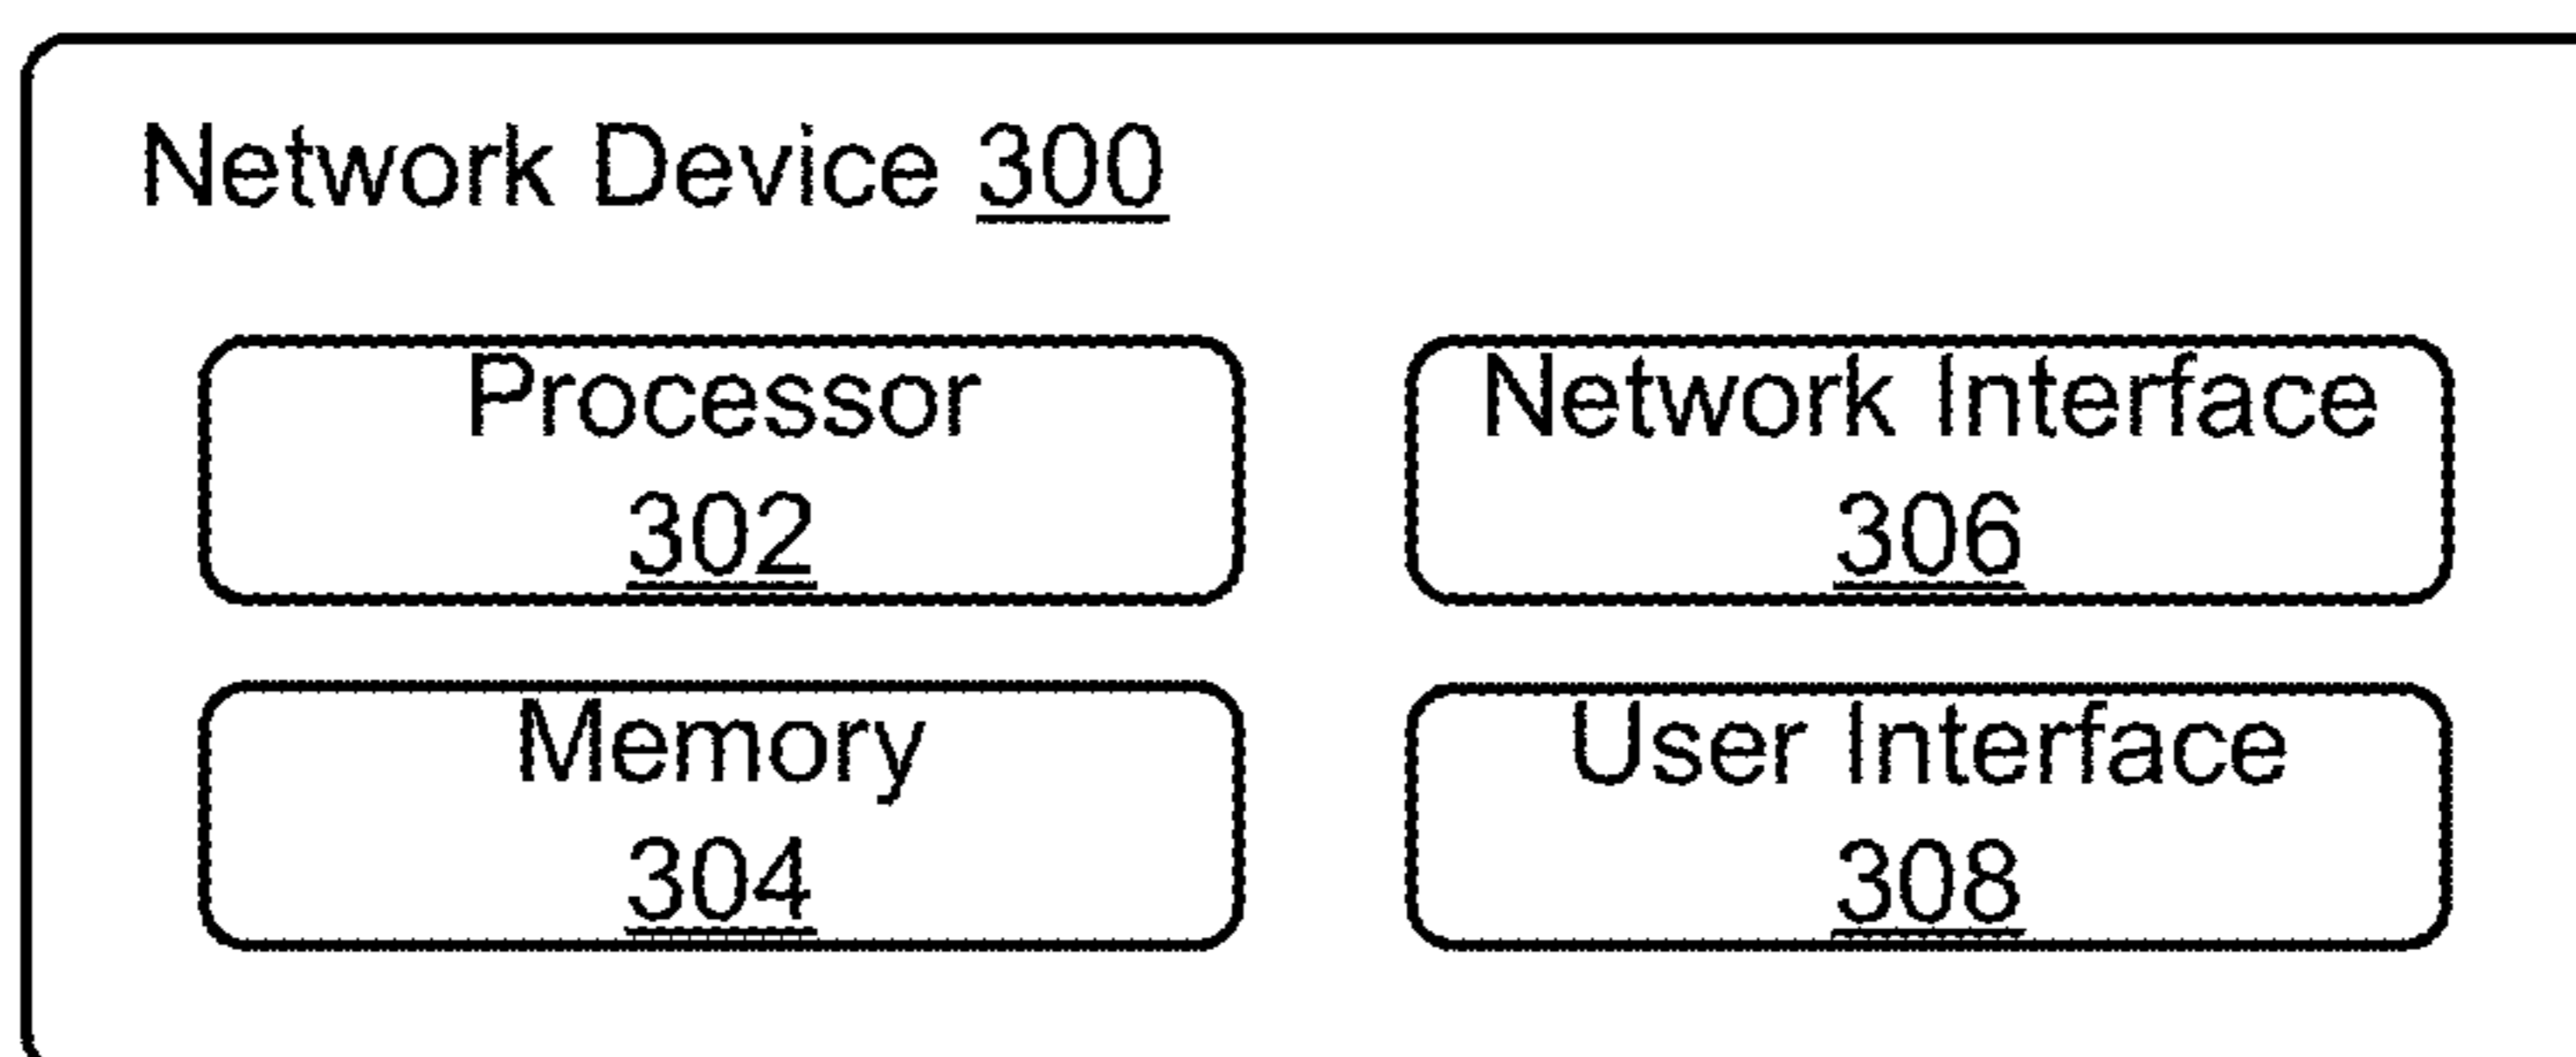 Network Device 300
Processor
302
Network Interface
306
Memory
304
User Interface
308